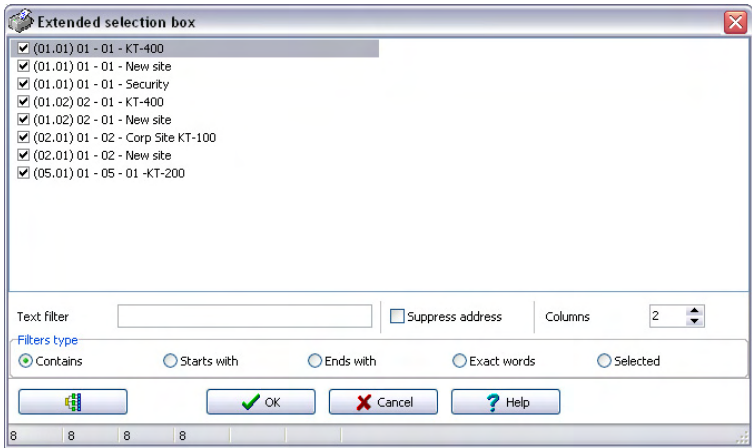 Extended selection box
(01.01) 01 - 01 - KT-400
(01.01) 01 - 01 - New site
(01.01) 01 - 01 - Security
(01.02) 02 - 01 - KT-400
(01.02) 02 - 01 - New site
(02.01) 01 - 02 - Corp Site KT-100
(02.01) 01 - 02 - New site
(05.01) 01 - 05 - 01 -KT-200
Text filter Suppress address Columns 2
Filters type
Contains Starts with Ends with Exact words Selected
OK Cancel Help
8 8 8 8